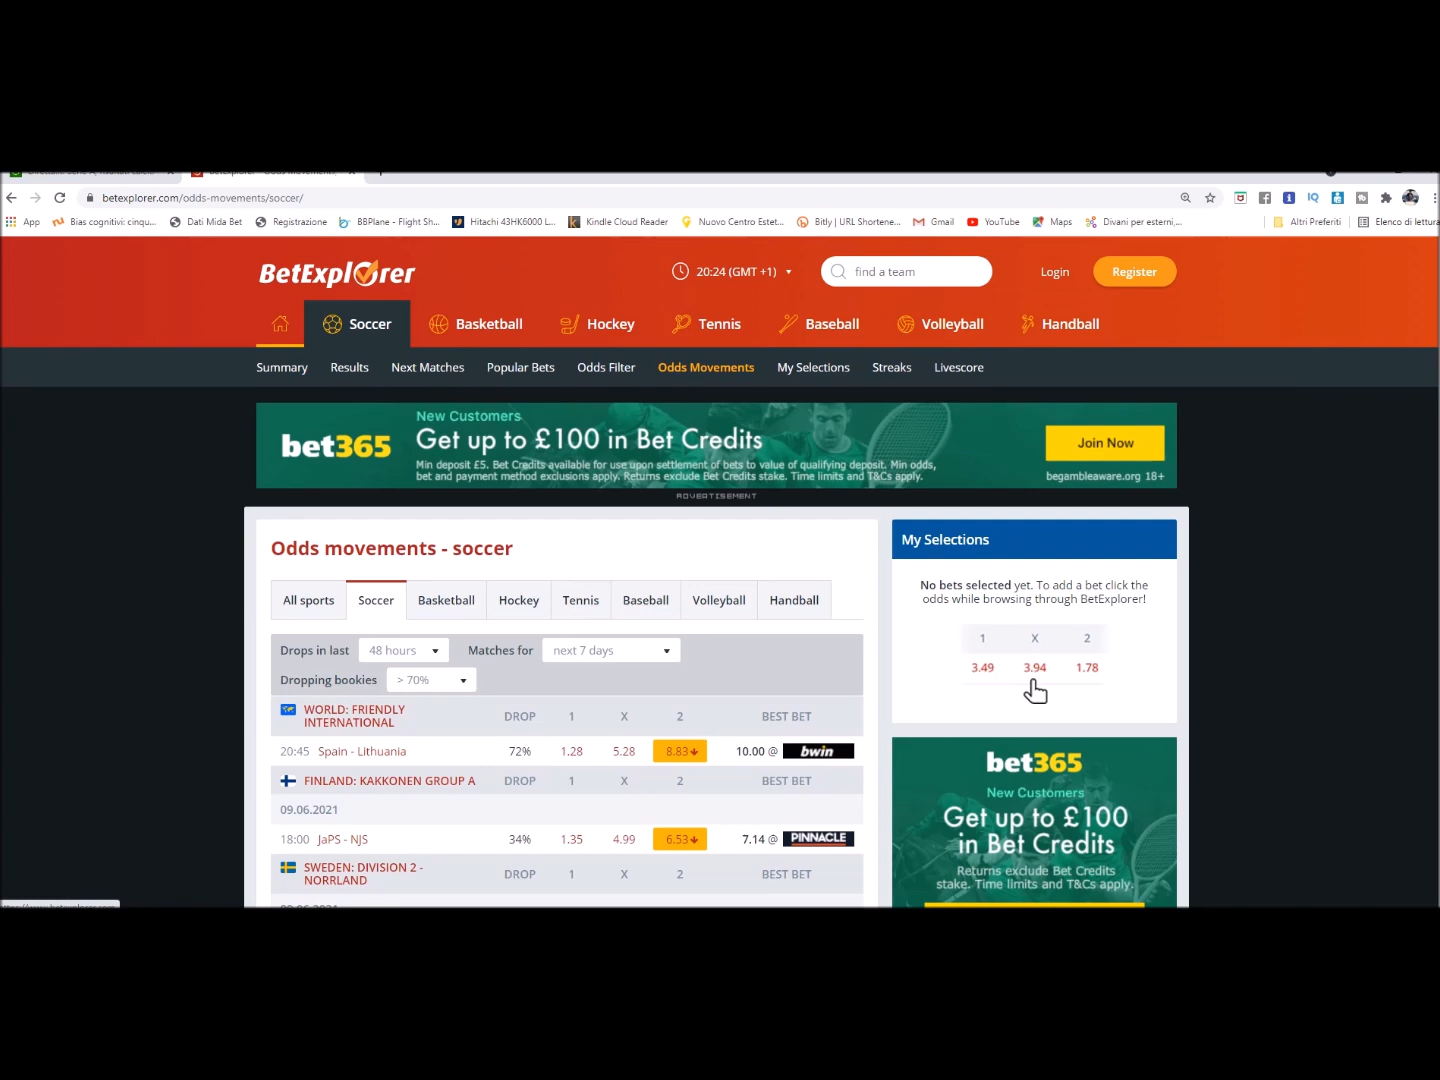 betexplorer.com/odds-movements/soccer/
App Bias cognitivi: cinqu... Dati Mida Bet Registrazione BBPlane - Flight Sh... Hitachi 43HK6000 L... Kindle Cloud Reader Nuovo Centro Estet... Bitly | URL Shortene... Gmail YouTube Maps Divani per esterni,... Altri Preferiti Elenco di lettura
BetExplorer 20:24 (GMT +1) find a team Login Register
Soccer Basketball Hockey Tennis Baseball Volleyball Handball
Summary Results Next Matches Popular Bets Odds Filter Odds Movements My Selections Streaks Livescore
New Customers
bet365 Get up to £100 in Bet Credits Join Now
Min deposit £5. Bet Credits available for use upon settlement of bets to value of qualifying deposit. Min odds,
bet and payment method exclusions apply. Returns exclude Bet Credits stake. Time limits and T&Cs apply. begambleaware.org 18+
ADVERTISEMENT
Odds movements - soccer
All sports Soccer Basketball Hockey Tennis Baseball Volleyball Handball
Drops in last 48 hours Matches for next 7 days
Dropping bookies > 70%
WORLD: FRIENDLY
INTERNATIONAL DROP 1 X 2 BEST BET
20:45 Spain - Lithuania 72% 1.28 5.28 8.83 10.00 @ bwin
FINLAND: KAKKONEN GROUP A DROP 1 X 2 BEST BET
09.06.2021
18:00 JaPS - NJS 34% 1.35 4.99 6.53 7.14 @ PINNACLE
SWEDEN: DIVISION 2 -
NORRLAND DROP 1 X 2 BEST BET
My Selections
No bets selected yet. To add a bet click the
odds while browsing through BetExplorer!
1 X 2
3.49 3.94 1.78
bet365
New Customers
Get up to £100
in Bet Credits
Returns exclude Bet Credits
stake. Time limits and T&Cs apply.